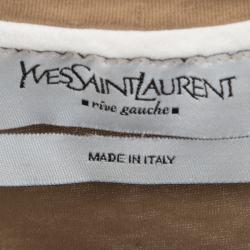 YVESSAINTLAURENT
rive gauche
MADE IN ITALY